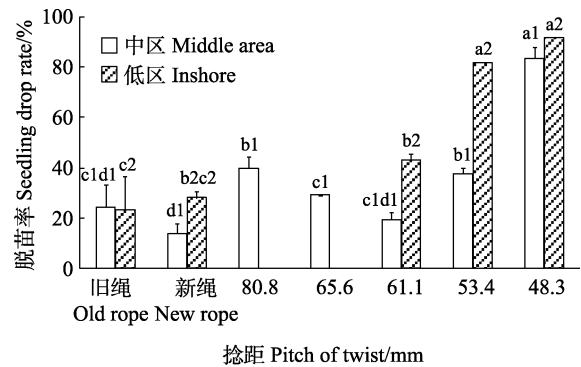 脱苗率 Seedling drop rate/%
100
80
60
40
20
0
中区 Middle area
低区 Inshore
c1d1 c2
d1 b2c2
b1
c1
c1d1 b2
b1 a2
a1 a2
旧绳 新绳 80.8 65.6 61.1 53.4 48.3
Old rope New rope
捻距 Pitch of twist/mm